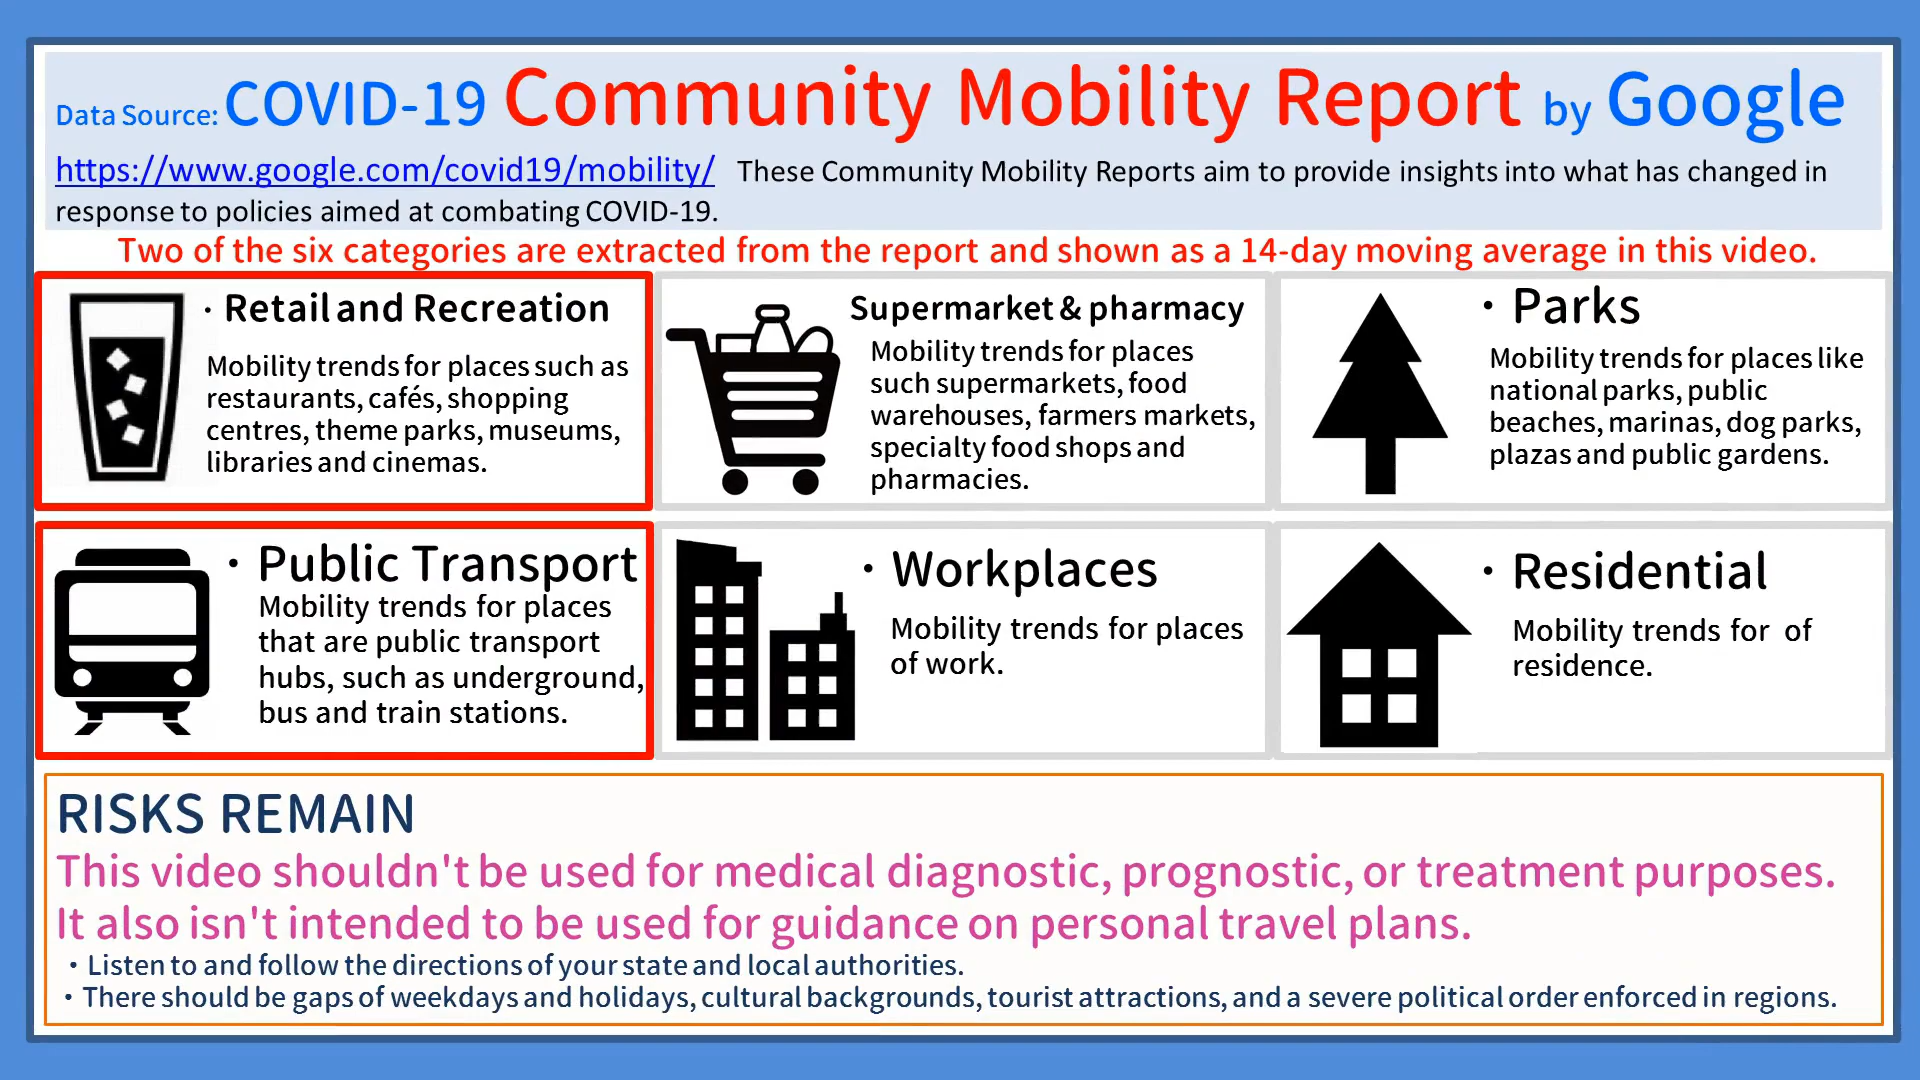 Data Source: COVID-19 Community Mobility Report by Google
https://www.google.com/covid19/mobility/ These Community Mobility Reports aim to provide insights into what has changed in
response to policies aimed at combating COVID-19.
Two of the six categories are extracted from the report and shown as a 14-day moving average in this video.
・Retail and Recreation
Mobility trends for places such as
restaurants, cafés, shopping
centres, theme parks, museums,
libraries and cinemas.
Supermarket & pharmacy
Mobility trends for places
such supermarkets, food
warehouses, farmers markets,
specialty food shops and
pharmacies.
・Parks
Mobility trends for places like
national parks, public
beaches, marinas, dog parks,
plazas and public gardens.
・Public Transport
Mobility trends for places
that are public transport
hubs, such as underground,
bus and train stations.
・Workplaces
Mobility trends for places
of work.
・Residential
Mobility trends for of
residence.
RISKS REMAIN
This video shouldn't be used for medical diagnostic, prognostic, or treatment purposes.
It also isn't intended to be used for guidance on personal travel plans.
・Listen to and follow the directions of your state and local authorities.
・There should be gaps of weekdays and holidays, cultural backgrounds, tourist attractions, and a severe political order enforced in regions.